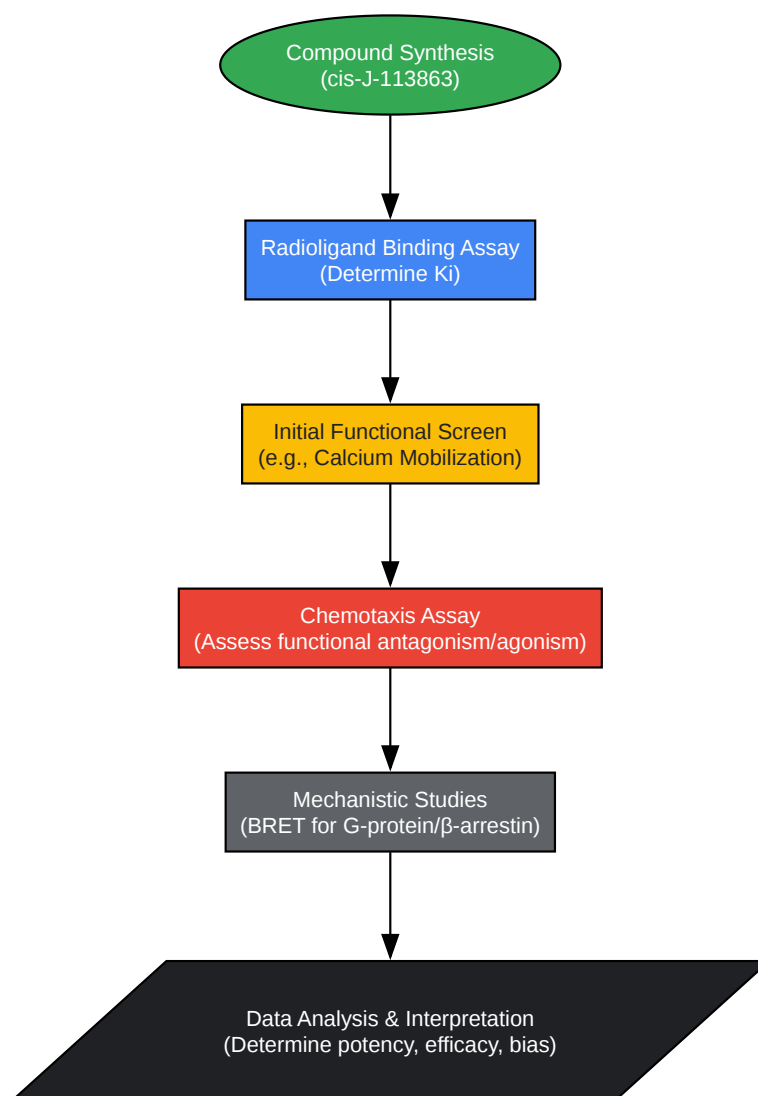 Compound Synthesis
(cis-J-113863)
Radioligand Binding Assay
(Determine Ki)
Initial Functional Screen
(e.g., Calcium Mobilization)
Chemotaxis Assay
(Assess functional antagonism/agonism)
Mechanistic Studies
(BRET for G-protein/β-arrestin)
Data Analysis & Interpretation
(Determine potency, efficacy, bias)